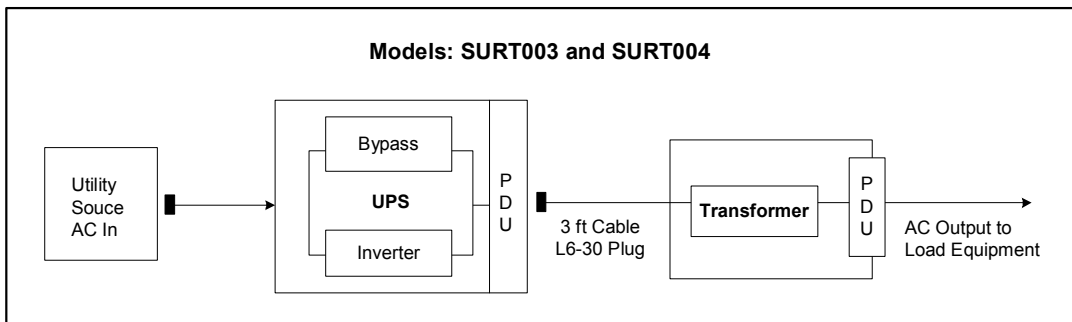 Models: SURT003 and SURT004
Utility
Souce
AC In
Bypass
UPS
Inverter
P
D
U
3 ft Cable
L6-30 Plug
Transformer
P
D
U
AC Output to
Load Equipment